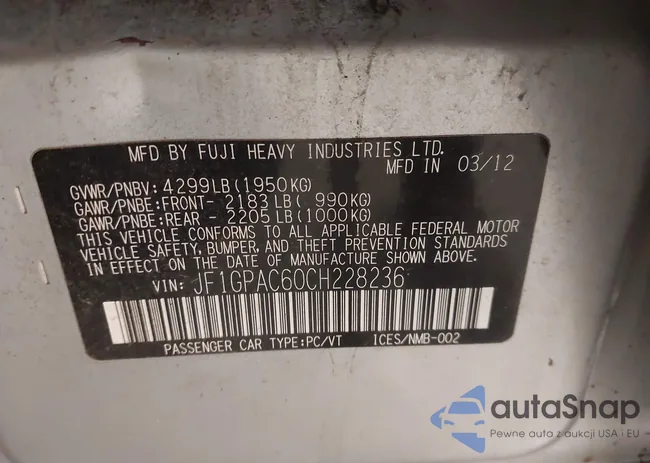 MFD BY FUJI HEAVY INDUSTRIES LTD.
MFD IN 03/12
GVWR/PNBV: 4299LB(1950KG)
GAWR/PNBE:FRONT- 2183LB( 990KG)
GAWR/PNBE:REAR - 2205LB(1000KG)
THIS VEHICLE CONFORMS TO ALL APPLICABLE FEDERAL MOTOR
VEHICLE SAFETY, BUMPER, AND THEFT PREVENTION STANDARDS
IN EFFECT ON THE DATE OF MANUFACTURE SHOWN ABOVE.
VIN: JF1GPAC60CH228236
PASSENGER CAR TYPE:PC/VT ICES/NMB-002
autaSnap
Pewne auta z aukcji USA i EU